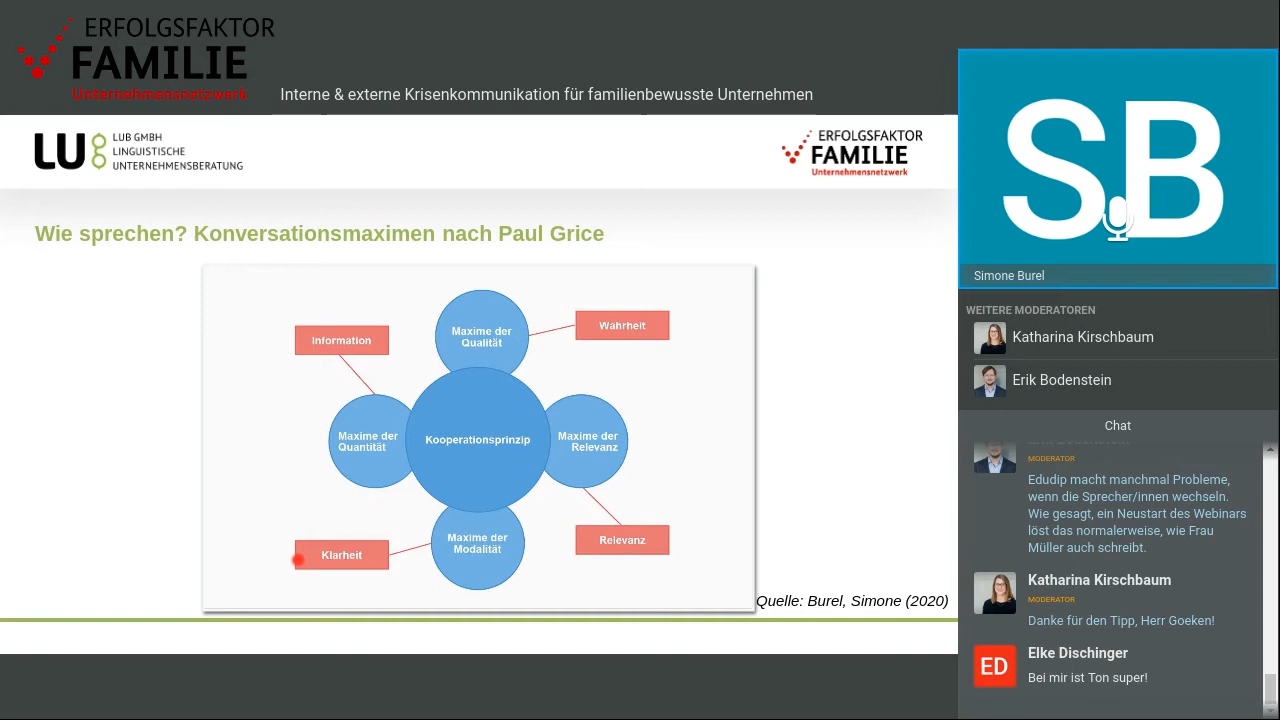 ERFOLGSFAKTOR
FAMILIE
Unternehmensnetzwerk
Interne & externe Krisenkommunikation für familienbewusste Unternehmen
LU
LUB GMBH
LINGUISTISCHE
UNTERNEHMENSBERATUNG
ERFOLGSFAKTOR
FAMILIE
Unternehmensnetzwerk
Wie sprechen? Konversationsmaximen nach Paul Grice
Information
Maxime der
Qualität
Wahrheit
Maxime der
Quantität
Kooperationsprinzip
Maxime der
Relevanz
Klarheit
Maxime der
Modalität
Relevanz
Quelle: Burel, Simone (2020)
SB
Simone Burel
WEITERE MODERATOREN
Katharina Kirschbaum
Erik Bodenstein
Chat
MODERATOR
Edudip macht manchmal Probleme,
wenn die Sprecher/innen wechseln.
Wie gesagt, ein Neustart des Webinars
löst das normalerweise, wie Frau
Müller auch schreibt.
Katharina Kirschbaum
MODERATOR
Danke für den Tipp, Herr Goeken!
ED
Elke Dischinger
Bei mir ist Ton super!